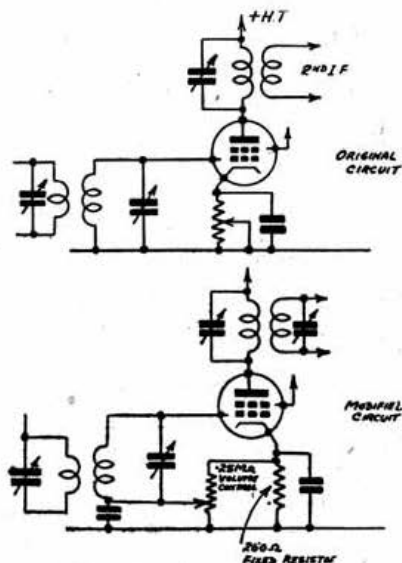 +H.T
2ND I F
ORIGINAL
CIRCUIT
MODIFIED
CIRCUIT
.25MΩ
VOLUME
CONTROL
250Ω
FIXED RESISTOR